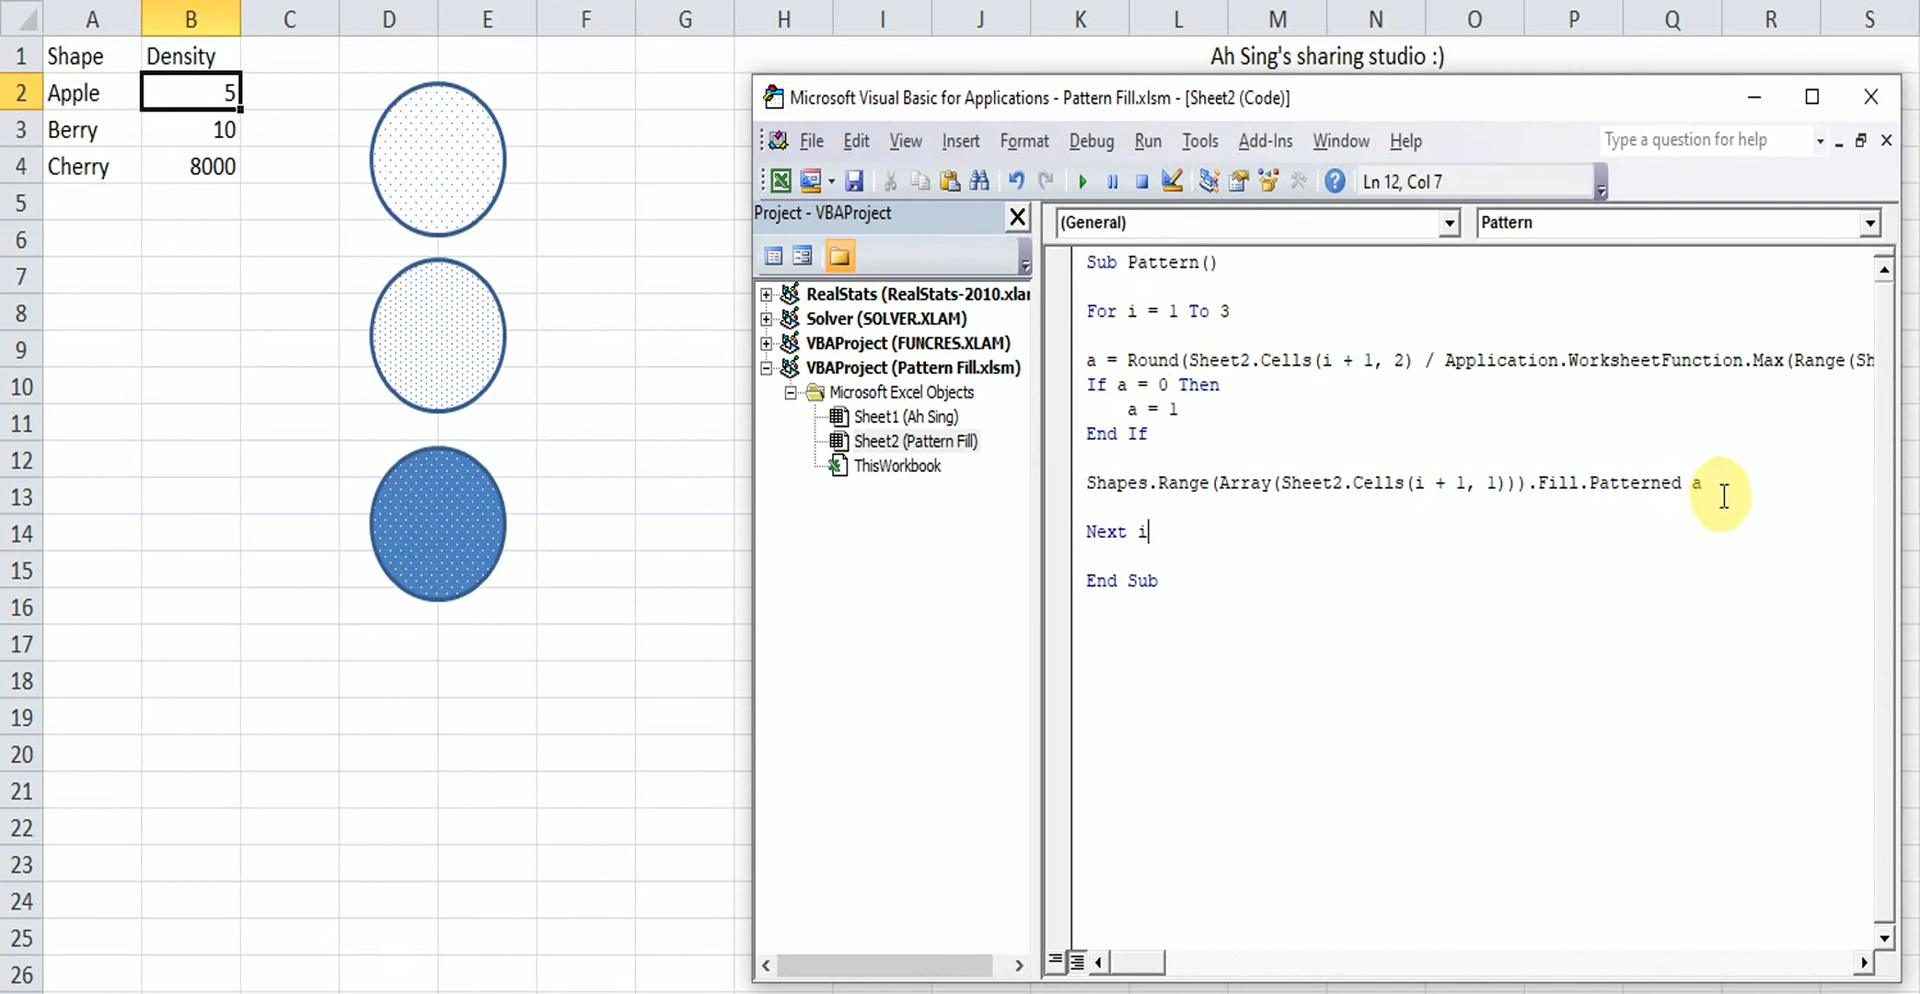 A B C D E F G H I J K L M N O P Q R S
1 Shape Density Ah Sing's sharing studio :)
2 Apple 5
3 Berry 10
4 Cherry 8000
5
6
7
8
9
10
11
12
13
14
15
16
17
18
19
20
21
22
23
24
25
26
Microsoft Visual Basic for Applications - Pattern Fill.xlsm - [Sheet2 (Code)]
File Edit View Insert Format Debug Run Tools Add-Ins Window Help Type a question for help
Ln 12, Col 7
Project - VBAProject
RealStats (RealStats-2010.xlam
Solver (SOLVER.XLAM)
VBAProject (FUNCRES.XLAM)
VBAProject (Pattern Fill.xlsm)
Microsoft Excel Objects
Sheet1 (Ah Sing)
Sheet2 (Pattern Fill)
ThisWorkbook
(General) Pattern
Sub Pattern()
For i = 1 To 3
a = Round(Sheet2.Cells(i + 1, 2) / Application.WorksheetFunction.Max(Range(Sh
If a = 0 Then
a = 1
End If
Shapes.Range(Array(Sheet2.Cells(i + 1, 1))).Fill.Patterned a
Next i
End Sub